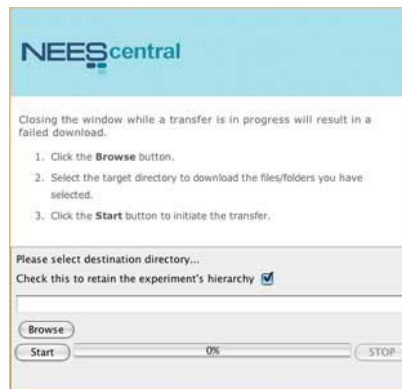 NEEScentral
Closing the window while a transfer is in progress will result in a
failed download.
1. Click the Browse button.
2. Select the target directory to download the files/folders you have
selected.
3. Click the Start button to initiate the transfer.
Please select destination directory...
Check this to retain the experiment's hierarchy
Browse
Start 0% STOP